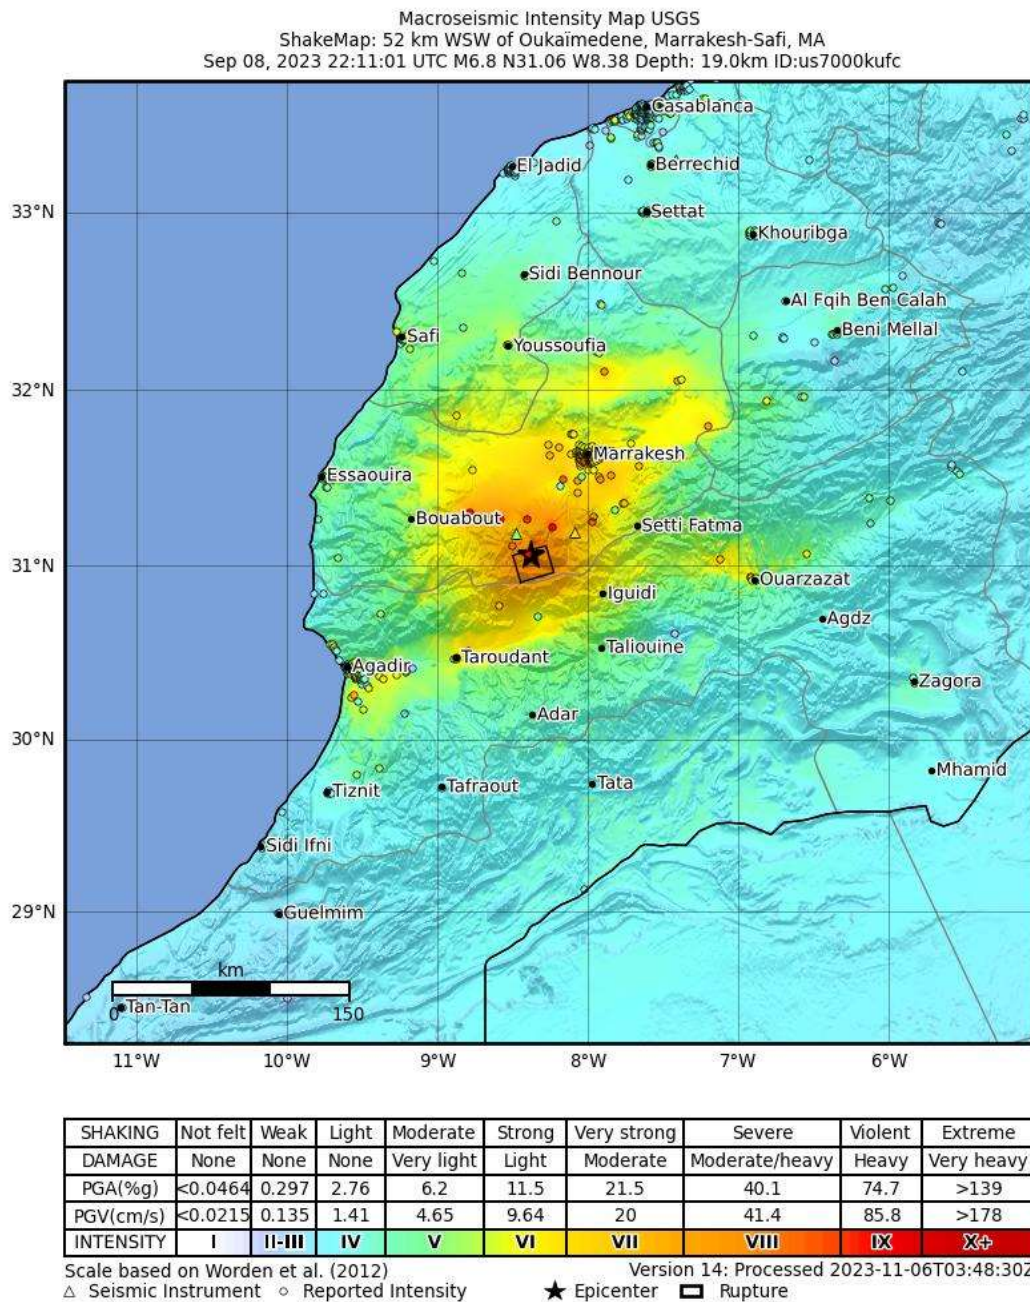 Macroseismic Intensity Map USGS
ShakeMap: 52 km WSW of Oukaïmedene, Marrakesh-Safi, MA
Sep 08, 2023 22:11:01 UTC M6.8 N31.06 W8.38 Depth: 19.0km ID:us7000kufc
Casablanca
El Jadid
Berrechid
33°N
Settat
Khouribga
Sidi Bennour
Al Fqih Ben Calah
Beni Mellal
Safi
Youssoufia
32°N
Marrakesh
Essaouira
Bouabout
Setti Fatma
31°N
Ouarzazat
Iguidi
Agdz
Taliouine
Taroudant
Agadir
Zagora
Adar
30°N
Mhamid
Tata
Tafraout
Tiznit
Sidi Ifni
29°N
Guelmim
km
Tan-Tan
0 150
11°W 10°W 9°W 8°W 7°W 6°W
SHAKING Not felt Weak Light Moderate Strong Very strong Severe Violent Extreme
DAMAGE None None None Very light Light Moderate Moderate/heavy Heavy Very heavy
PGA(%g) <0.0464 0.297 2.76 6.2 11.5 21.5 40.1 74.7 >139
PGV(cm/s) <0.0215 0.135 1.41 4.65 9.64 20 41.4 85.8 >178
INTENSITY I II-III IV V VI VII VIII IX X+
Scale based on Worden et al. (2012) Version 14: Processed 2023-11-06T03:48:30Z
△ Seismic Instrument ○ Reported Intensity ★ Epicenter Rupture